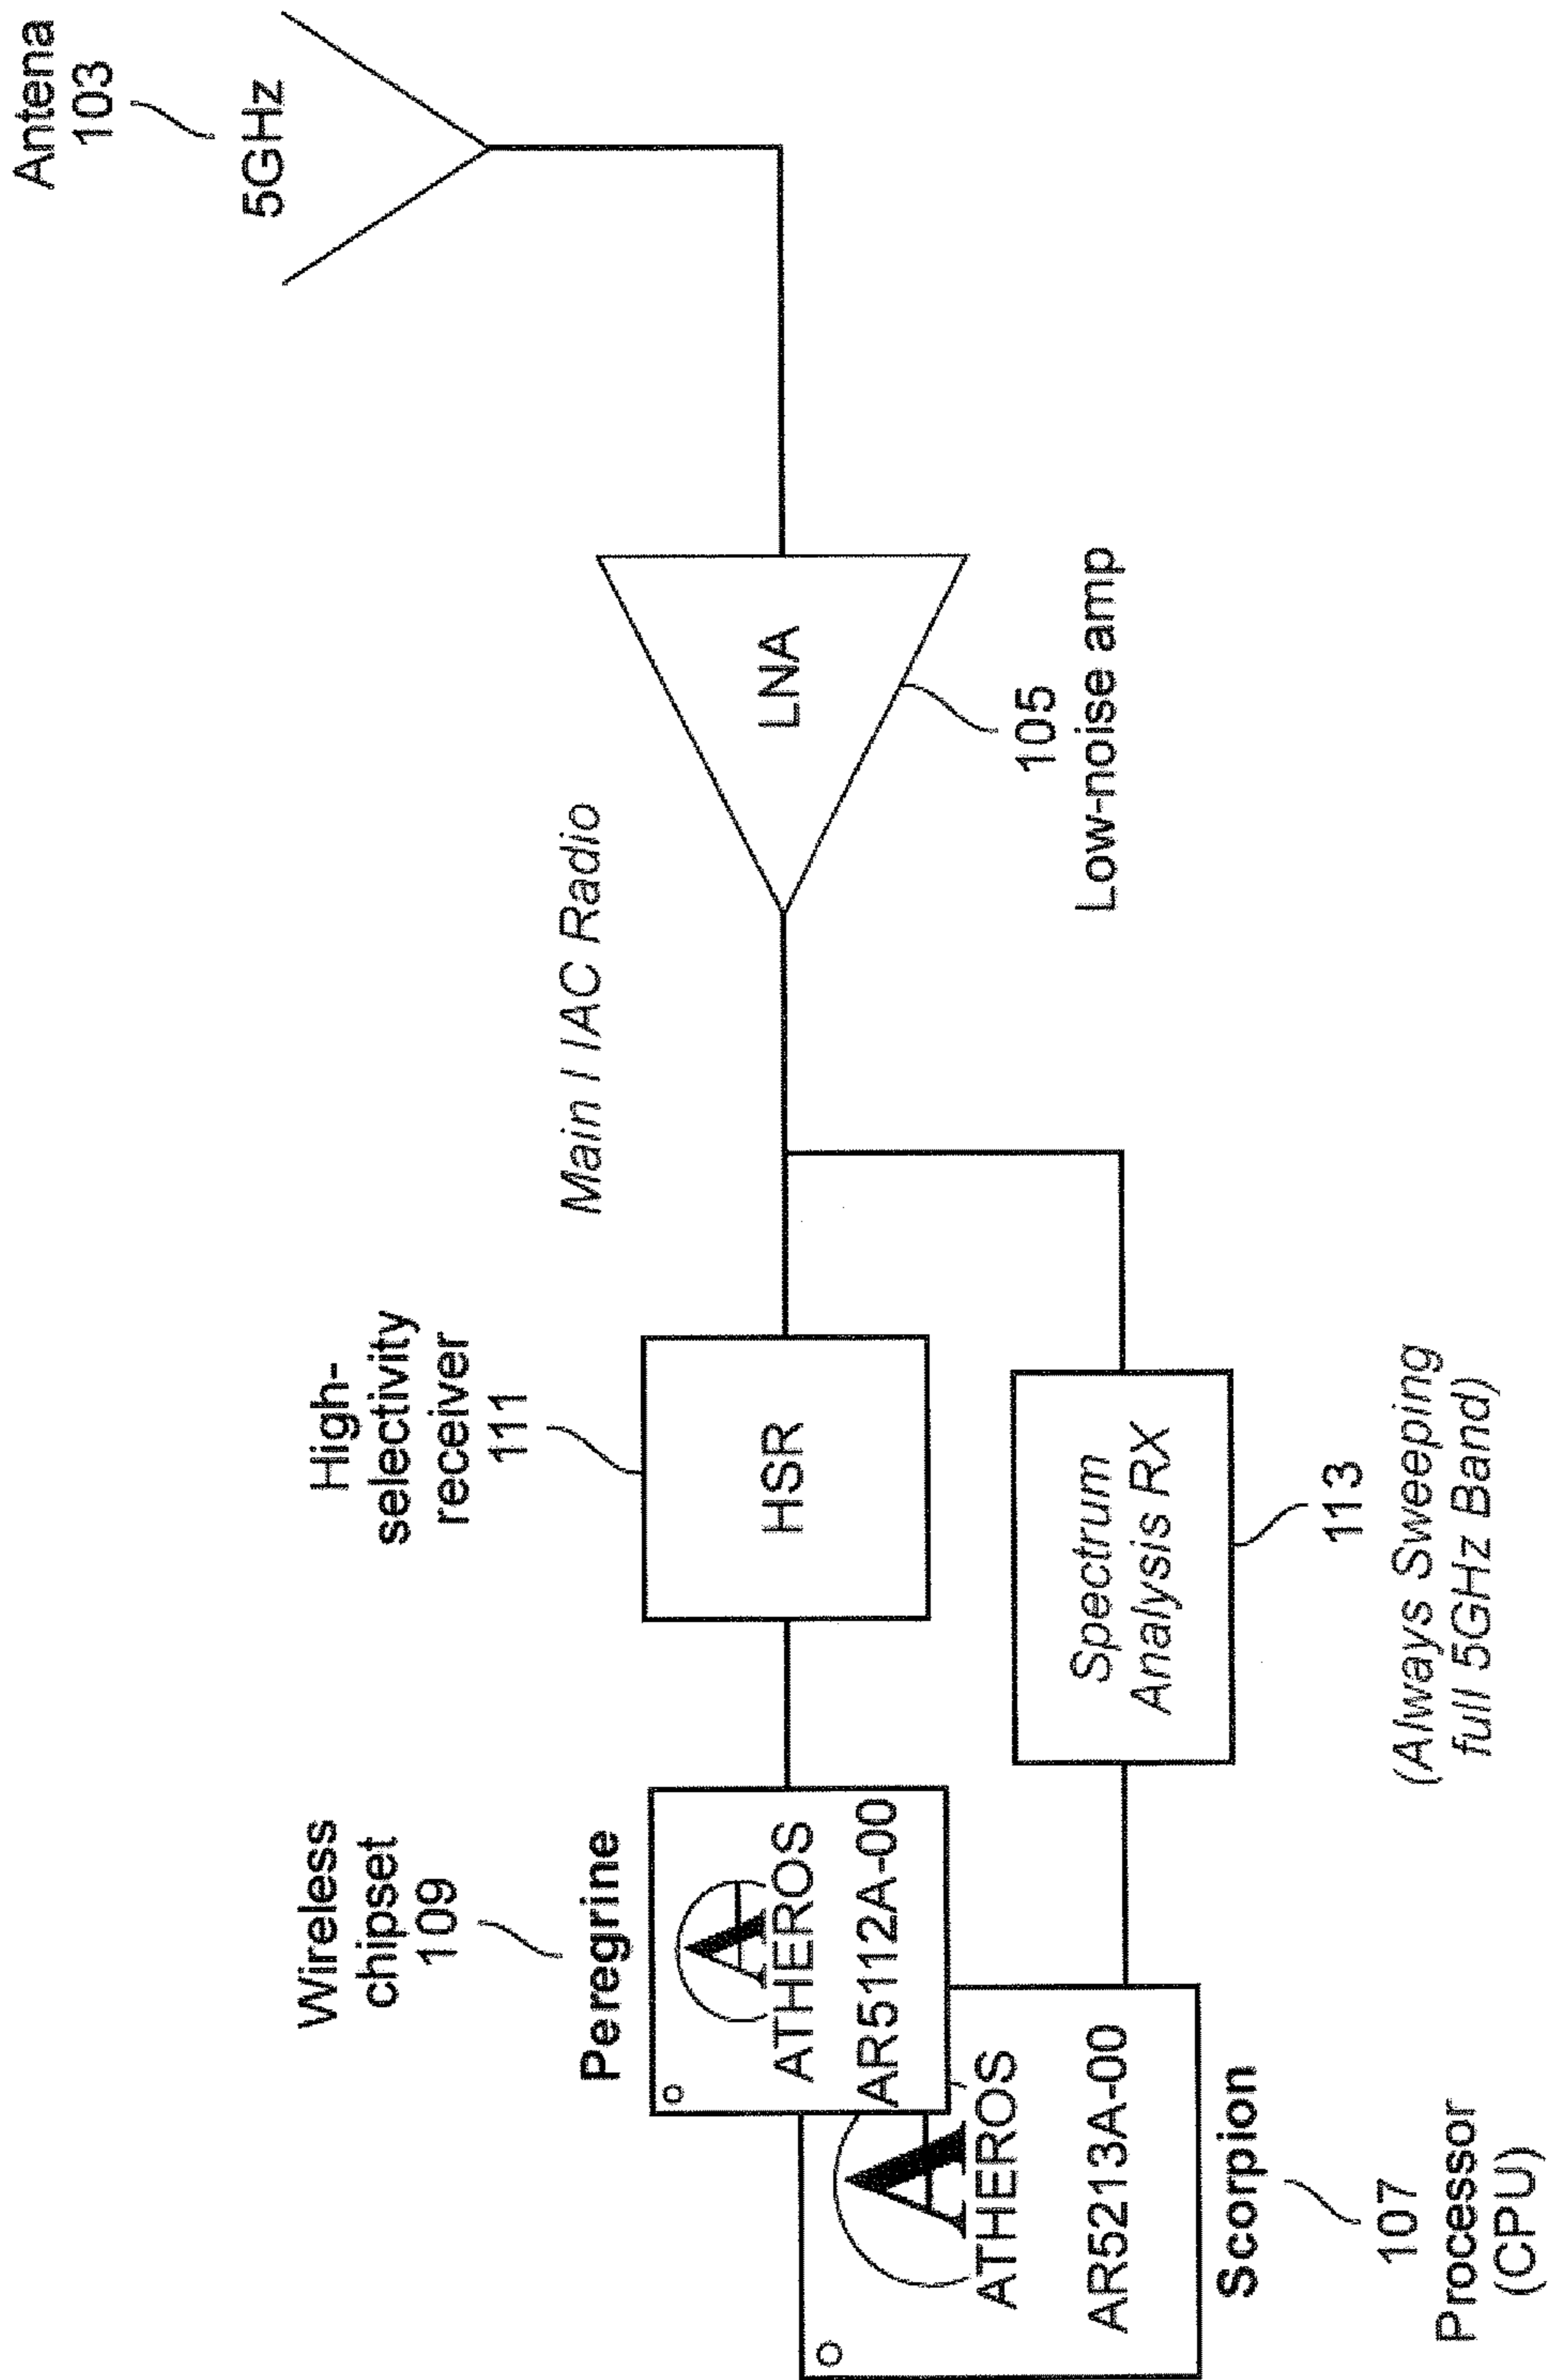 Antena
103
5GHz
Main I IAC Radio
LNA
105
Low-noise amp
High-
selectivity
receiver
111
HSR
Spectrum
Analysis RX
113
(Always Sweeping
full 5GHz Band)
Wireless
chipset
109
Peregrine
A
ATHEROS
AR5112A-00
A
ATHEROS
AR5213A-00
Scorpion
107
Processor
(CPU)